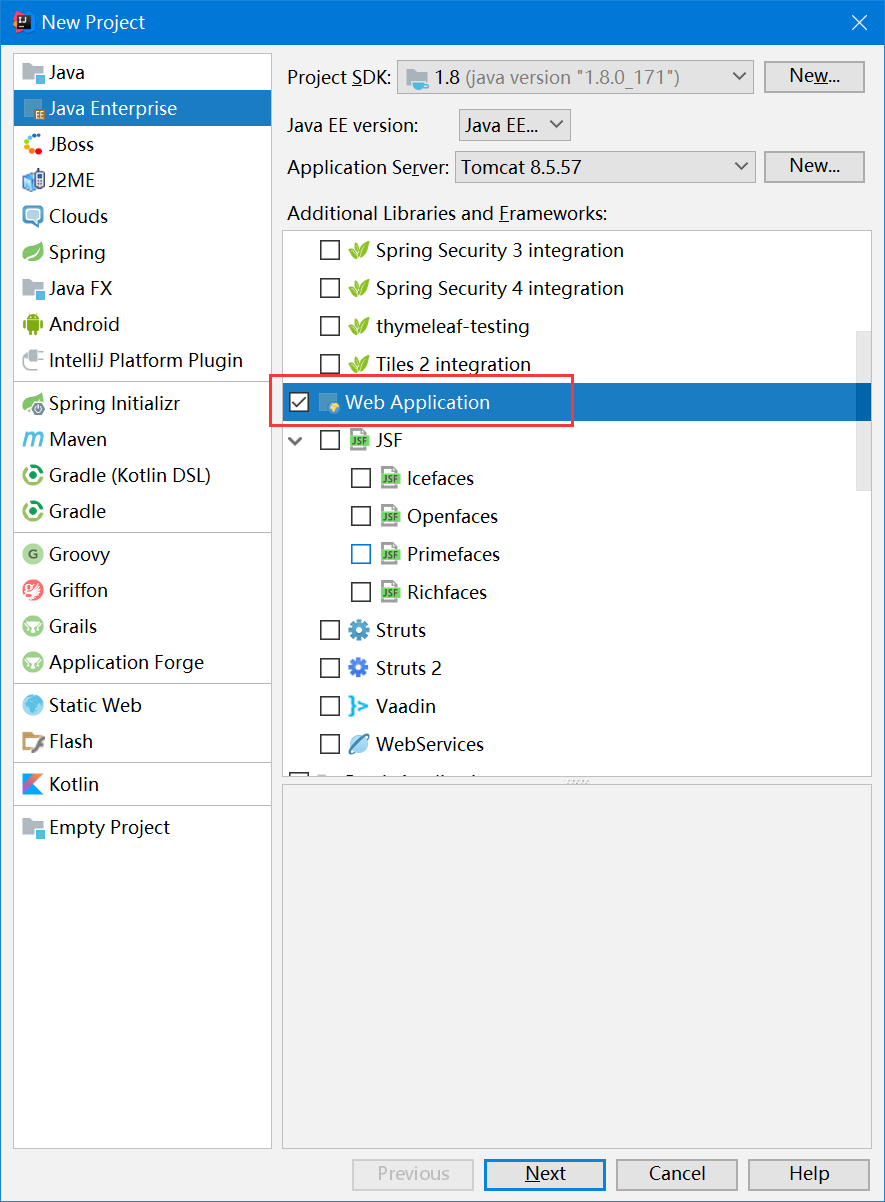 New Project
Java
Java Enterprise
JBoss
J2ME
Clouds
Spring
Java FX
Android
IntelliJ Platform Plugin
Spring Initializr
Maven
Gradle (Kotlin DSL)
Gradle
Groovy
Griffon
Grails
Application Forge
Static Web
Flash
Kotlin
Empty Project
Project SDK: 1.8 (java version "1.8.0_171") New...
Java EE version: Java EE...
Application Server: Tomcat 8.5.57 New...
Additional Libraries and Frameworks:
Spring Security 3 integration
Spring Security 4 integration
thymeleaf-testing
Tiles 2 integration
Web Application
JSF
Icefaces
Openfaces
Primefaces
Richfaces
Struts
Struts 2
Vaadin
WebServices
Previous Next Cancel Help